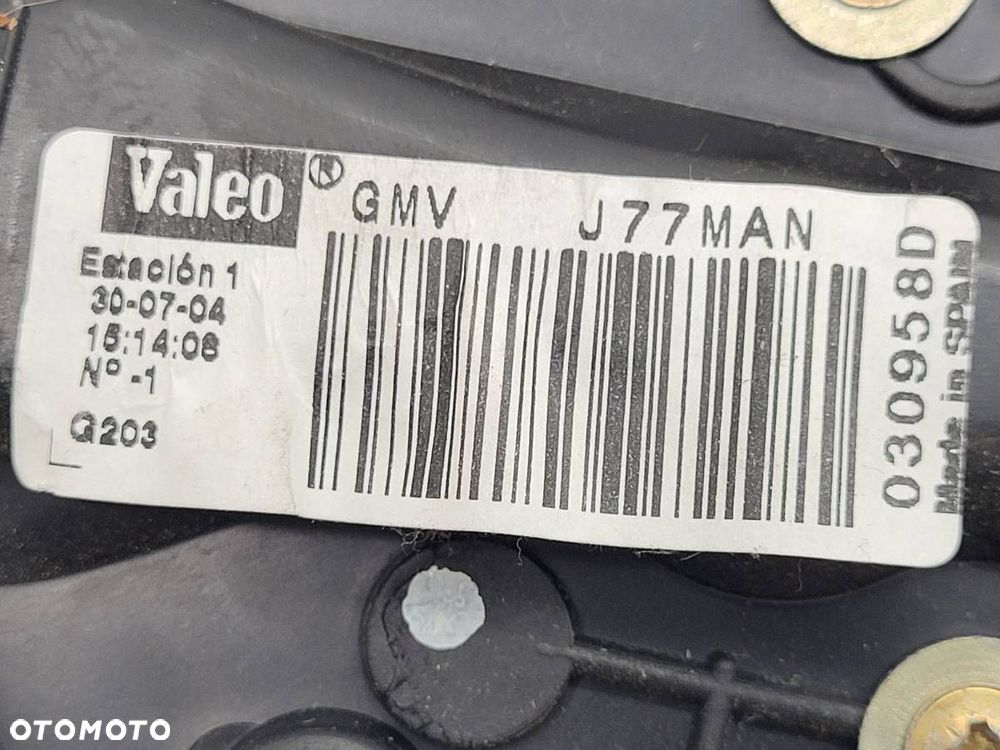 Valeo®
GMV J77MAN
Estación 1
30-07-04
15:14:08
Nº -1
G203
030958D
Made in SPAIN
OTOMOTO